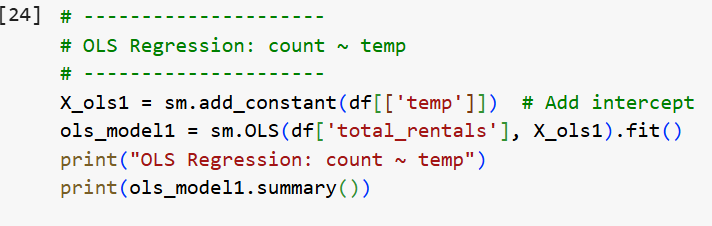 [24] # ----------------------
# OLS Regression: count ~ temp
# ----------------------
X_ols1 = sm.add_constant(df[['temp']])  # Add intercept
ols_model1 = sm.OLS(df['total_rentals'], X_ols1).fit()
print("OLS Regression: count ~ temp")
print(ols_model1.summary())